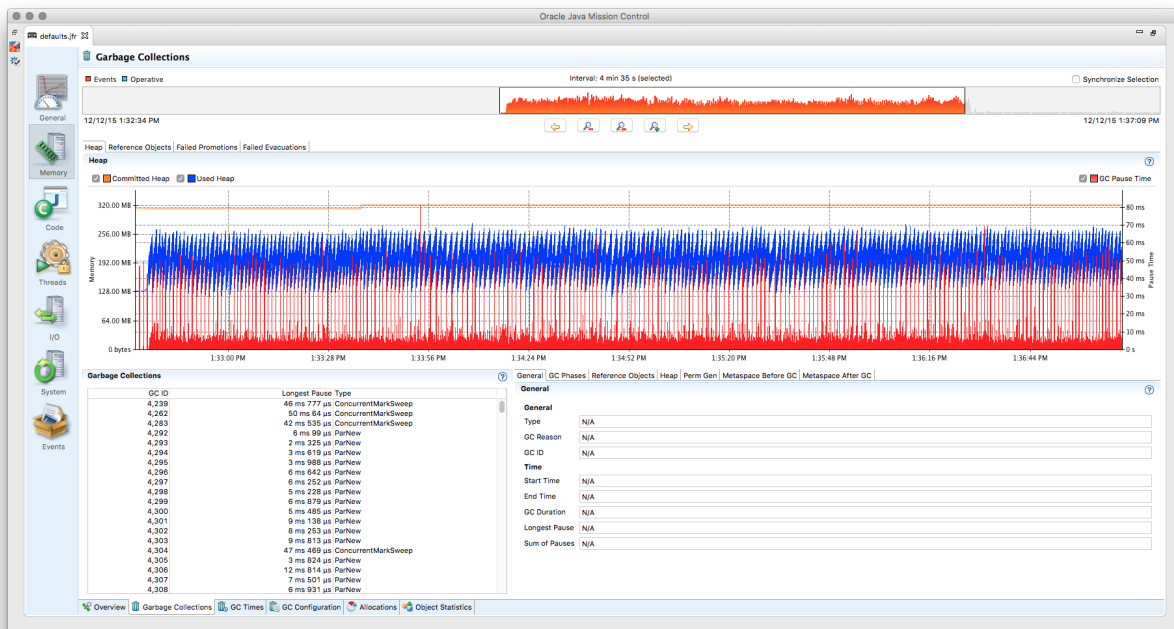 Oracle Java Mission Control
defaults.jfr
Garbage Collections
Events Operative
Interval: 4 min 35 s (selected)
Synchronize Selection
12/12/15 1:32:34 PM
12/12/15 1:37:09 PM
General
Memory
Code
Threads
I/O
System
Events
Heap Reference Objects Failed Promotions Failed Evacuations
Heap
Committed Heap Used Heap
GC Pause Time
320.00 MB
256.00 MB
192.00 MB
128.00 MB
64.00 MB
0 bytes
Memory
80 ms
70 ms
60 ms
50 ms
40 ms
30 ms
20 ms
10 ms
0 s
Pause Time
1:33:00 PM 1:33:28 PM 1:33:56 PM 1:34:24 PM 1:34:52 PM 1:35:20 PM 1:35:48 PM 1:36:16 PM 1:36:44 PM
Garbage Collections
GC ID Longest Pause Type
4,239 46 ms 777 µs ConcurrentMarkSweep
4,262 50 ms 64 µs ConcurrentMarkSweep
4,283 42 ms 535 µs ConcurrentMarkSweep
4,292 6 ms 99 µs ParNew
4,293 2 ms 325 µs ParNew
4,294 3 ms 619 µs ParNew
4,295 3 ms 988 µs ParNew
4,296 6 ms 642 µs ParNew
4,297 6 ms 252 µs ParNew
4,298 5 ms 228 µs ParNew
4,299 6 ms 879 µs ParNew
4,300 5 ms 485 µs ParNew
4,301 9 ms 138 µs ParNew
4,302 8 ms 253 µs ParNew
4,303 9 ms 813 µs ParNew
4,304 47 ms 469 µs ConcurrentMarkSweep
4,305 3 ms 824 µs ParNew
4,306 12 ms 814 µs ParNew
4,307 7 ms 501 µs ParNew
4,308 6 ms 931 µs ParNew
General GC Phases Reference Objects Heap Perm Gen Metaspace Before GC Metaspace After GC
General
General
Type N/A
GC Reason N/A
GC ID N/A
Time
Start Time N/A
End Time N/A
GC Duration N/A
Longest Pause N/A
Sum of Pauses N/A
Overview Garbage Collections GC Times GC Configuration Allocations Object Statistics